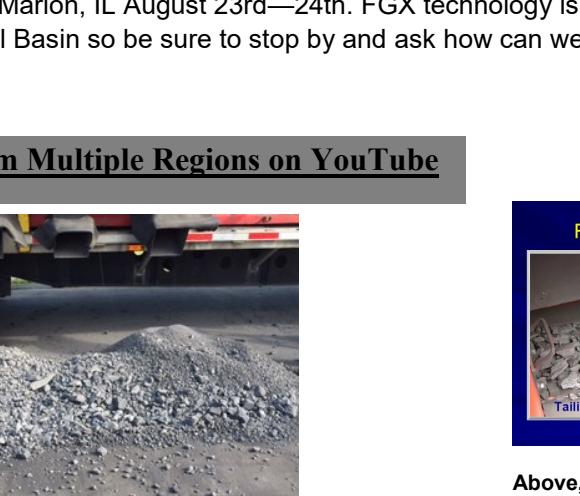 Marion, IL August 23rd—24th. FGX technology is
l Basin so be sure to stop by and ask how can we
m Multiple Regions on YouTube
F
Taili
Above,